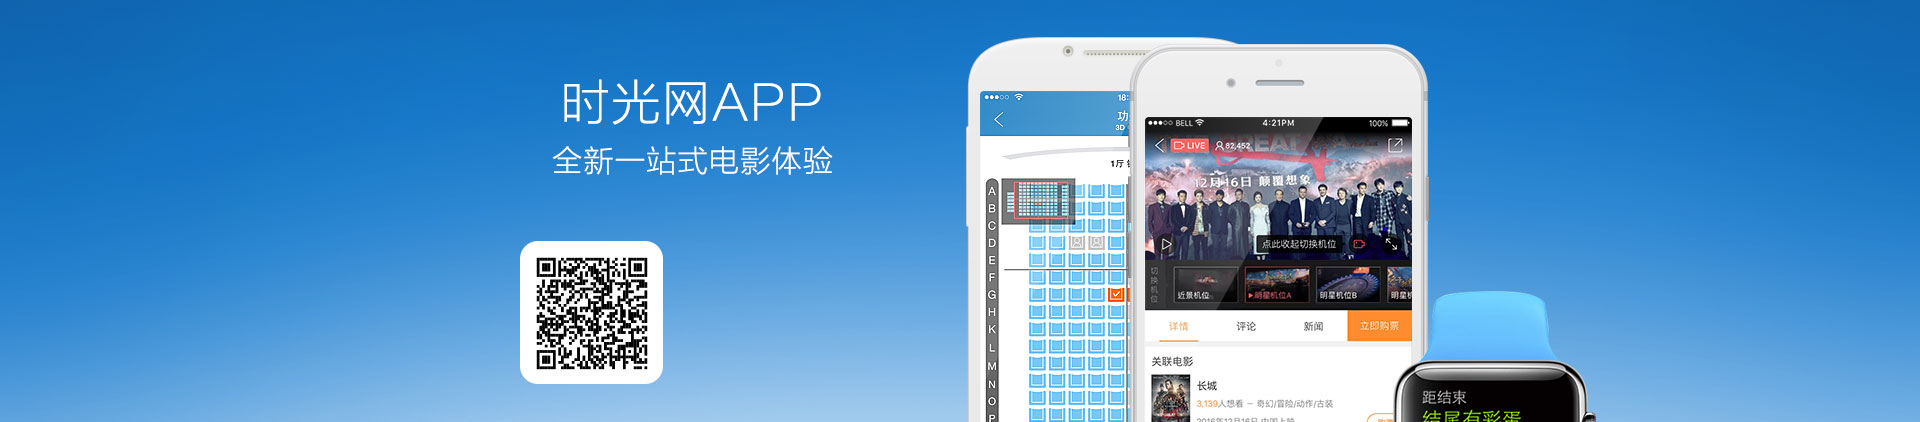 时光网APP
全新一站式电影体验
18:
功
3D
1厅
A
B
C
D
E
F
G
H
K
L
M
N
O
P
BELL
4:21PM
100%
LIVE
82,452
12月16日 颠覆想象
点此收起切换机位
切换机位
近景机位
明星机位A
明星机位B
详情
评论
新闻
立即购票
关联电影
长城
3,139人想看 - 奇幻/冒险/动作/古装
2016年12月16日 中国上映
距结束
结尾有彩蛋